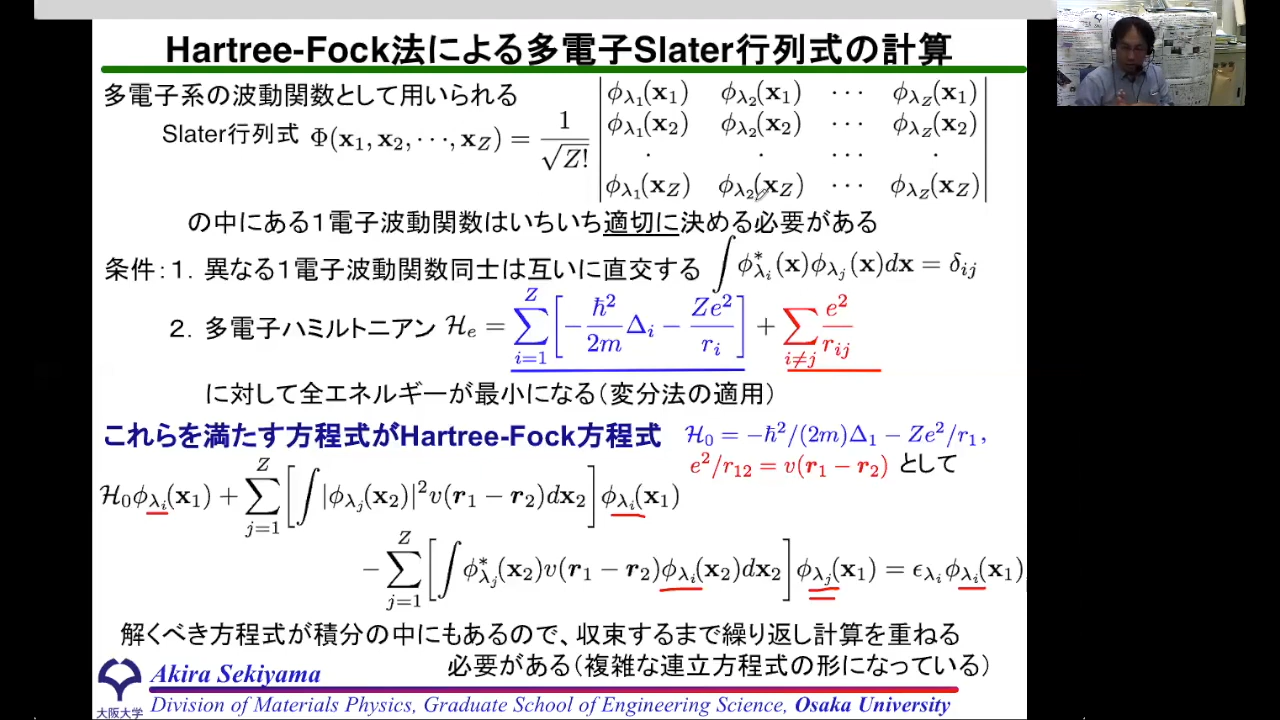 Hartree-Fock法による多電子Slater行列式の計算
多電子系の波動関数として用いられる
Slater行列式 Φ(x₁, x₂, ···, x_Z) = 1/√Z! | φ_λ₁(x₁) φ_λ₂(x₁) ··· φ_λZ(x₁) |
φ_λ₁(x₂) φ_λ₂(x₂) ··· φ_λZ(x₂)
· · ··· ·
φ_λ₁(x_Z) φ_λ₂(x_Z) ··· φ_λZ(x_Z)
の中にある1電子波動関数はいちいち適切に決める必要がある
条件:1. 異なる1電子波動関数同士は互いに直交する ∫φ*_λi(x)φ_λj(x)dx = δij
2. 多電子ハミルトニアン ℋe = Σ_{i=1}^{Z} [−ℏ²/2m Δi − Ze²/ri] + Σ_{i≠j} e²/rij
に対して全エネルギーが最小になる(変分法の適用)
これらを満たす方程式がHartree-Fock方程式 ℋ₀ = −ℏ²/(2m)Δ₁ − Ze²/r₁,
e²/r₁₂ = v(r₁ − r₂) として
ℋ₀φ_λi(x₁) + Σ_{j=1}^{Z} [∫|φ_λj(x₂)|²v(r₁ − r₂)dx₂] φ_λi(x₁)
− Σ_{j=1}^{Z} [∫φ*_λj(x₂)v(r₁ − r₂)φ_λi(x₂)dx₂] φ_λj(x₁) = ϵ_λi φ_λi(x₁)
解くべき方程式が積分の中にもあるので、収束するまで繰り返し計算を重ねる
必要がある(複雑な連立方程式の形になっている)
Akira Sekiyama
大阪大学 Division of Materials Physics, Graduate School of Engineering Science, Osaka University